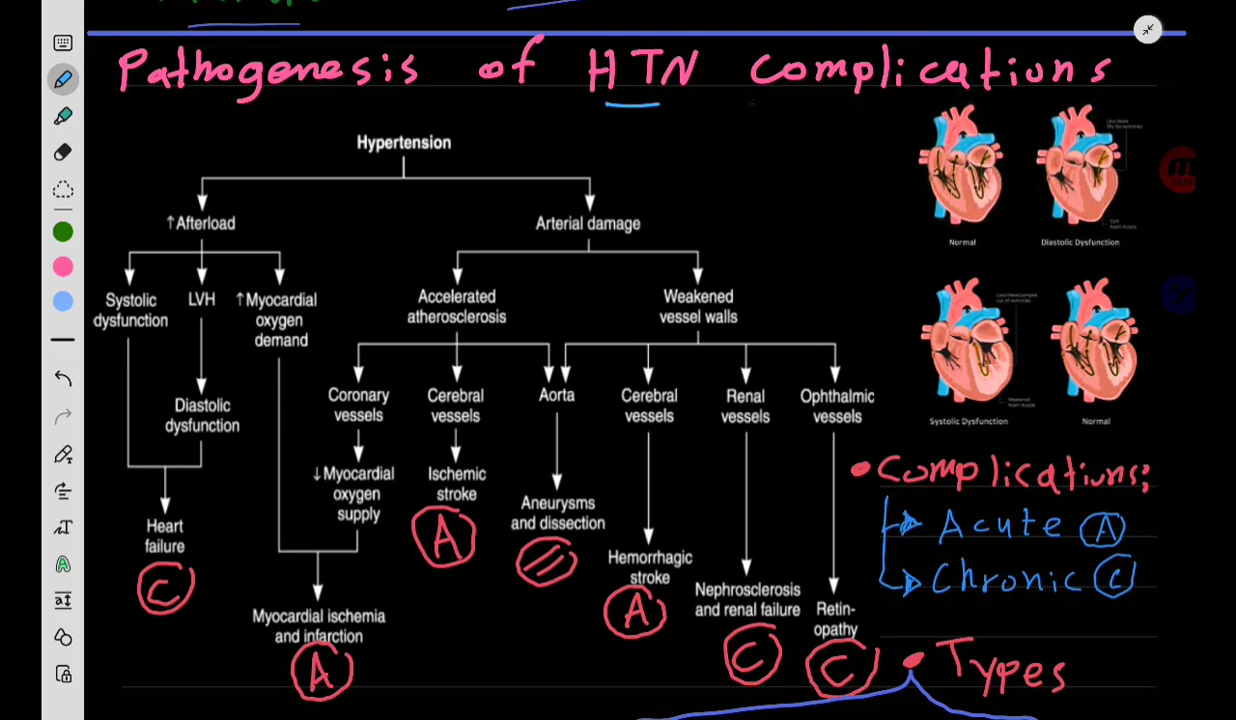 Pathogenesis of HTN complications
Hypertension
↑Afterload
Arterial damage
Systolic
dysfunction
LVH
↑Myocardial
oxygen
demand
Accelerated
atherosclerosis
Weakened
vessel walls
Diastolic
dysfunction
Coronary
vessels
Cerebral
vessels
Aorta
Cerebral
vessels
Renal
vessels
Ophthalmic
vessels
↓Myocardial
oxygen
supply
Ischemic
stroke
A
Aneurysms
and dissection
Heart
failure
C
Hemorrhagic
stroke
A
Nephrosclerosis
and renal failure
C
Retin-
opathy
C
Myocardial ischemia
and infarction
A
Normal
Diastolic Dysfunction
Systolic Dysfunction
Normal
• Complications;
Acute A
Chronic C
• Types